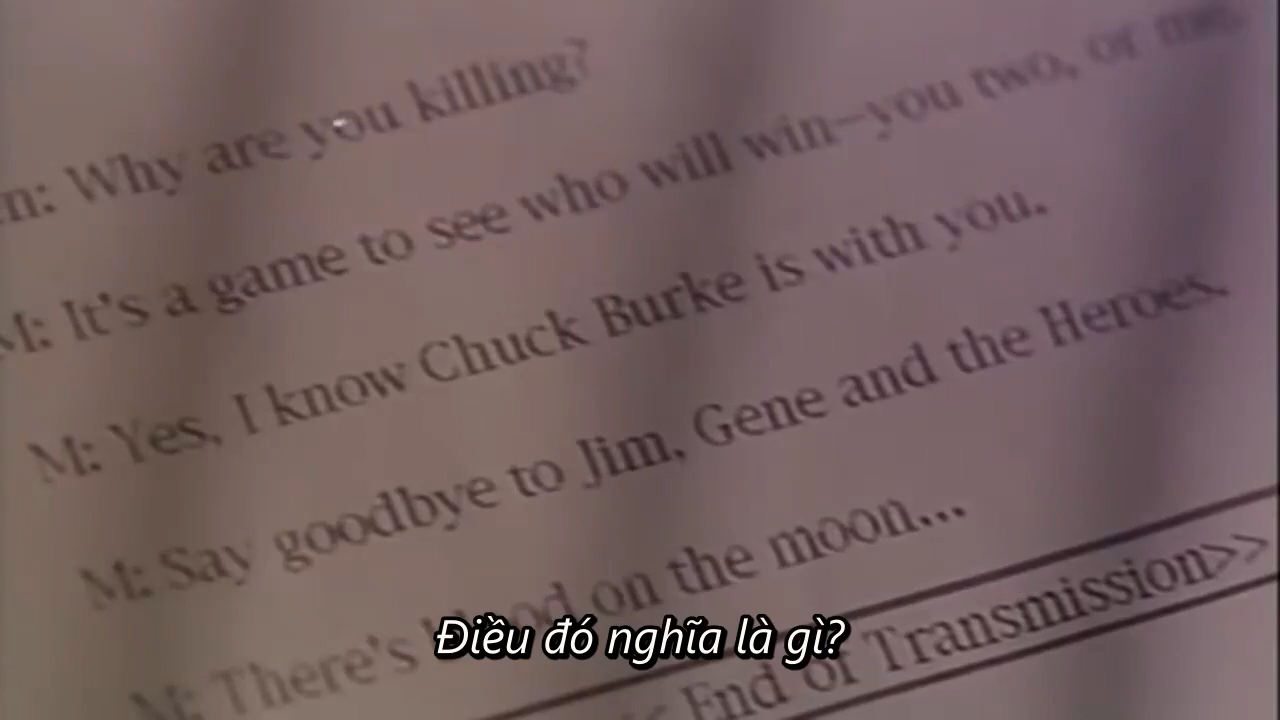 n: Why are you killing?
M: It's a game to see who will win–you two, or me.
M: Yes, I know Chuck Burke is with you.
M: Say goodbye to Jim, Gene and the Heroes.
M: There's blood on the moon...
End of Transmission>>
Điều đó nghĩa là gì?